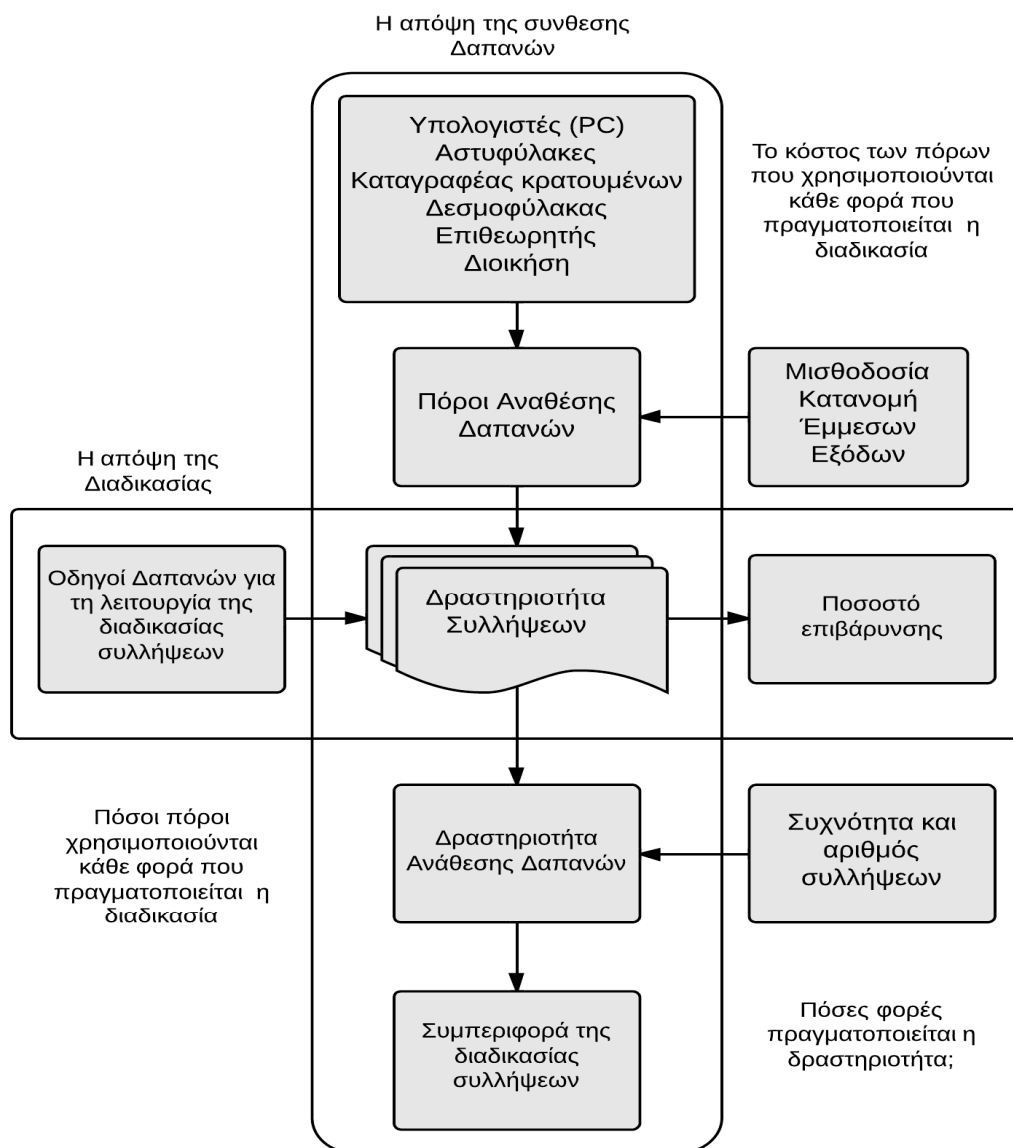 Η απόψη της συνθεσης
Δαπανών
Υπολογιστές (PC)
Αστυφύλακες
Καταγραφέας κρατουμένων
Δεσμοφύλακας
Επιθεωρητής
Διοικήση
Το κόστος των πόρων
που χρησιμοποιούνται
κάθε φορά που
πραγματοποιείται η
διαδικασία
Πόροι Αναθέσης
Δαπανών
Μισθοδοσία
Κατανομή
Έμμεσων
Εξόδων
Η απόψη της
Διαδικασίας
Οδηγοί Δαπανών για
τη λειτουργία της
διαδικασίας
συλλήψεων
Δραστηριοτήτα
Συλλήψεων
Ποσοστό
επιβάρυνσης
Πόσοι πόροι
χρησιμοποιούνται
κάθε φορά που
πραγματοποιείται η
διαδικασία
Δραστηριοτήτα
Ανάθεσης Δαπανών
Συχνότητα και
αριθμός
συλλήψεων
Συμπεριφορά της
διαδικασίας
συλλήψεων
Πόσες φορές
πραγματοποιείται η
δραστηριοτήτα;